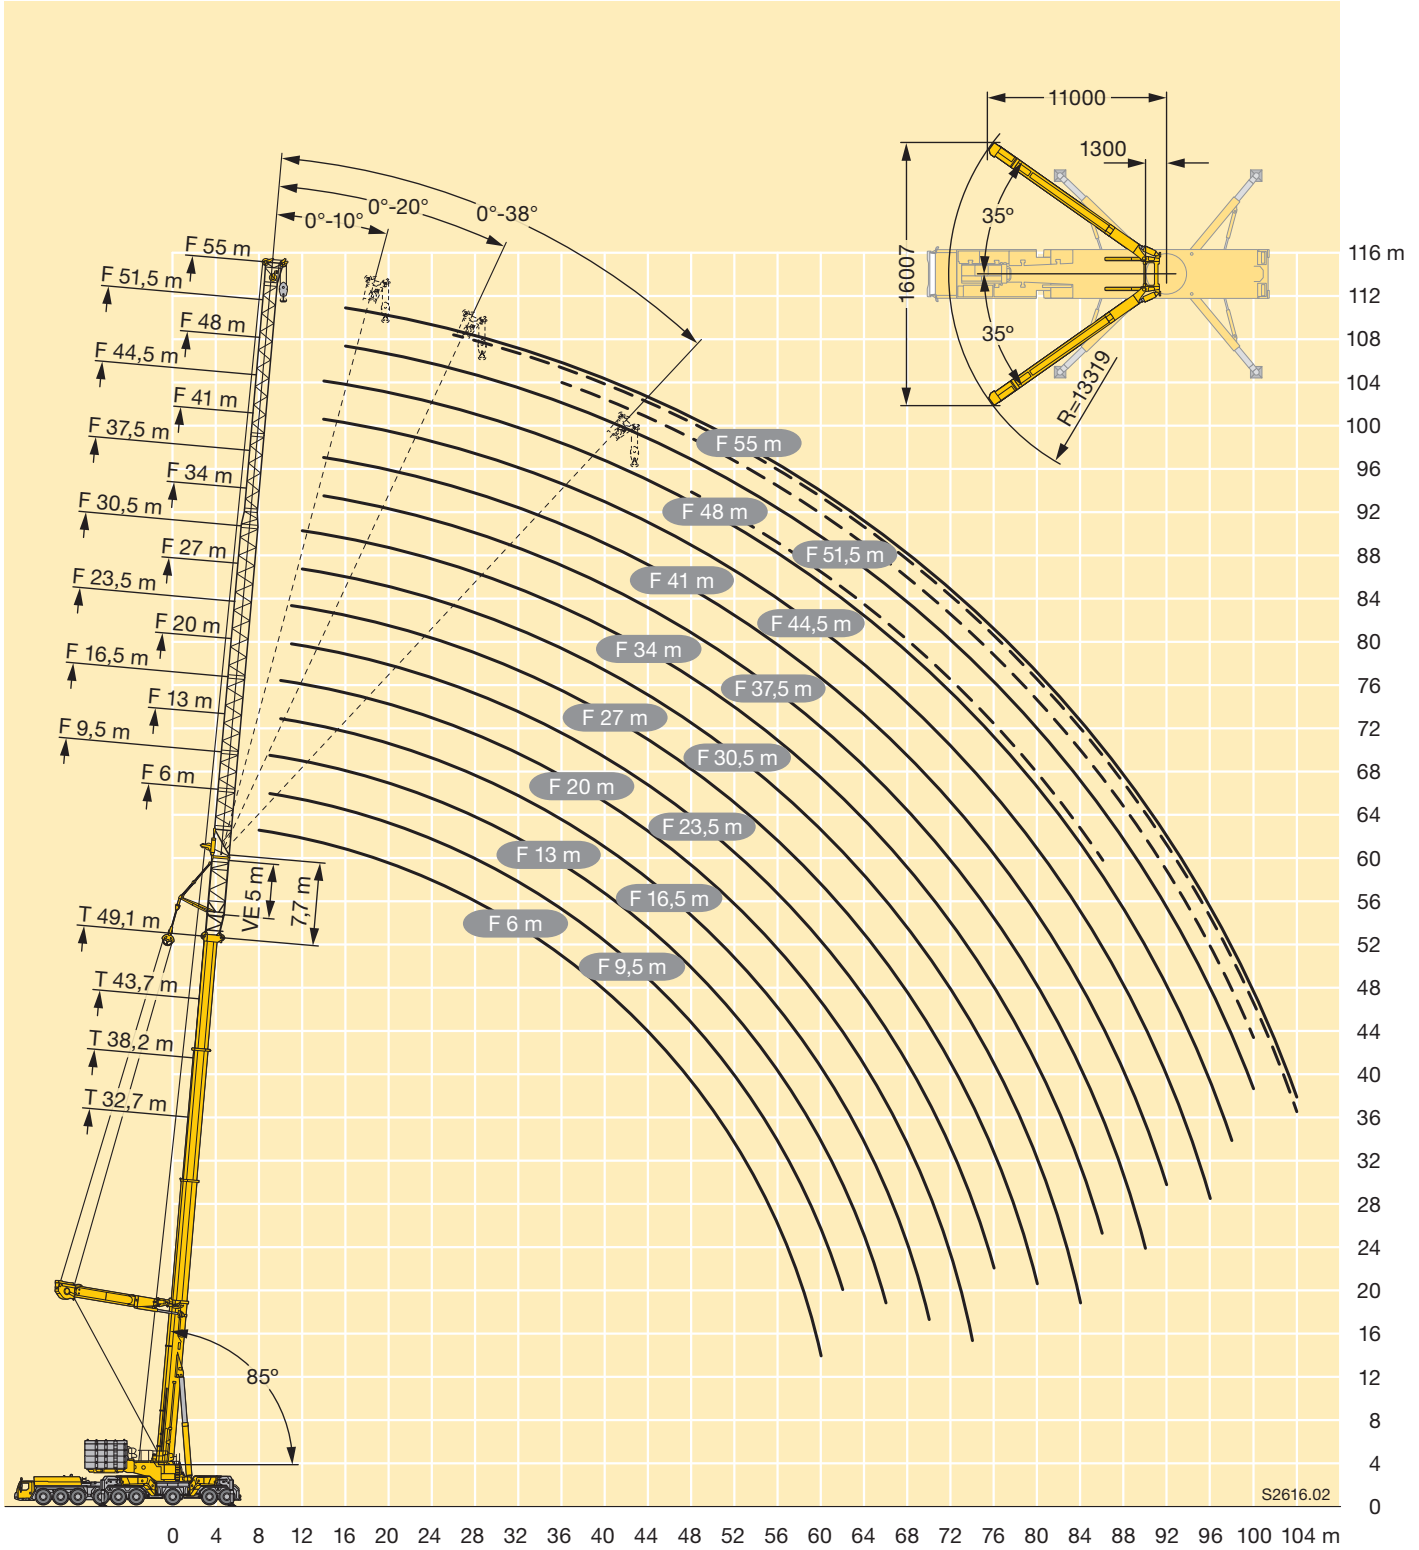 11000
1300
35°
16007
35°
R=13319
0°-38°
0°-20°
0°-10°
F 55 m
F 51,5 m
F 48 m
F 44,5 m
F 41 m
F 37,5 m
F 34 m
F 30,5 m
F 27 m
F 23,5 m
F 20 m
F 16,5 m
F 13 m
F 9,5 m
F 6 m
VE 5 m
7,7 m
T 49,1 m
T 43,7 m
T 38,2 m
T 32,7 m
85°
F 55 m
F 48 m
F 51,5 m
F 41 m
F 44,5 m
F 34 m
F 37,5 m
F 27 m
F 30,5 m
F 20 m
F 23,5 m
F 13 m
F 16,5 m
F 6 m
F 9,5 m
116 m
112
108
104
100
96
92
88
84
80
76
72
68
64
60
56
52
48
44
40
36
32
28
24
20
16
12
8
4
0
S2616.02
0 4 8 12 16 20 24 28 32 36 40 44 48 52 56 60 64 68 72 76 80 84 88 92 96 100 104 m